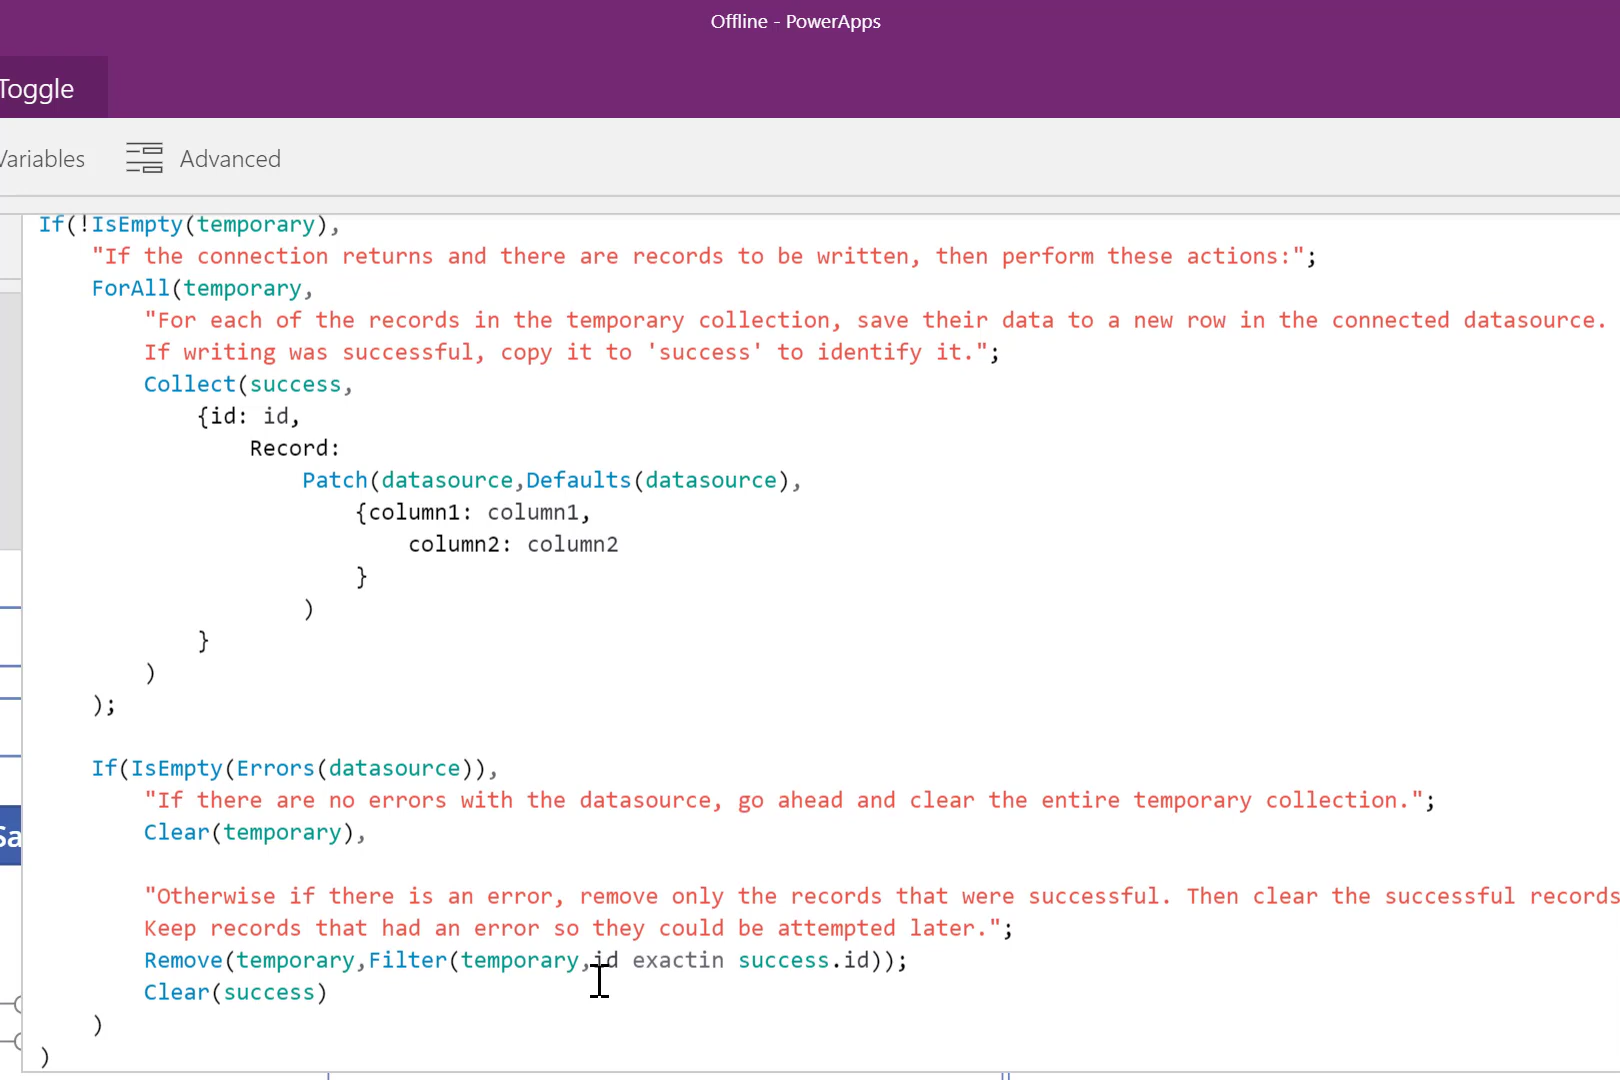 Offline - PowerApps
Toggle
Variables Advanced
If(!IsEmpty(temporary),
"If the connection returns and there are records to be written, then perform these actions:";
ForAll(temporary,
"For each of the records in the temporary collection, save their data to a new row in the connected datasource.
If writing was successful, copy it to 'success' to identify it.";
Collect(success,
{id: id,
Record:
Patch(datasource,Defaults(datasource),
{column1: column1,
column2: column2
}
)
}
)
);
If(IsEmpty(Errors(datasource)),
"If there are no errors with the datasource, go ahead and clear the entire temporary collection.";
Clear(temporary),
"Otherwise if there is an error, remove only the records that were successful. Then clear the successful records
Keep records that had an error so they could be attempted later.";
Remove(temporary,Filter(temporary,id exactin success.id));
Clear(success)
)
)
Sa